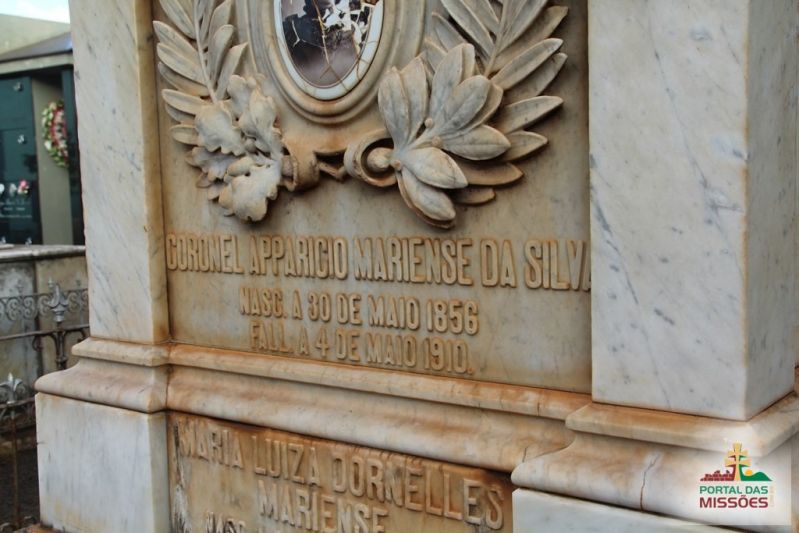 CORONEL APPARICIO MARIENSE DA SILVA
NASC. A 30 DE MAIO 1856
FALL. A 4 DE MAIO 1910.
MARIA LUIZA DORNELLES
MARIENSE
NASC.
PORTAL DAS
MISSÕES